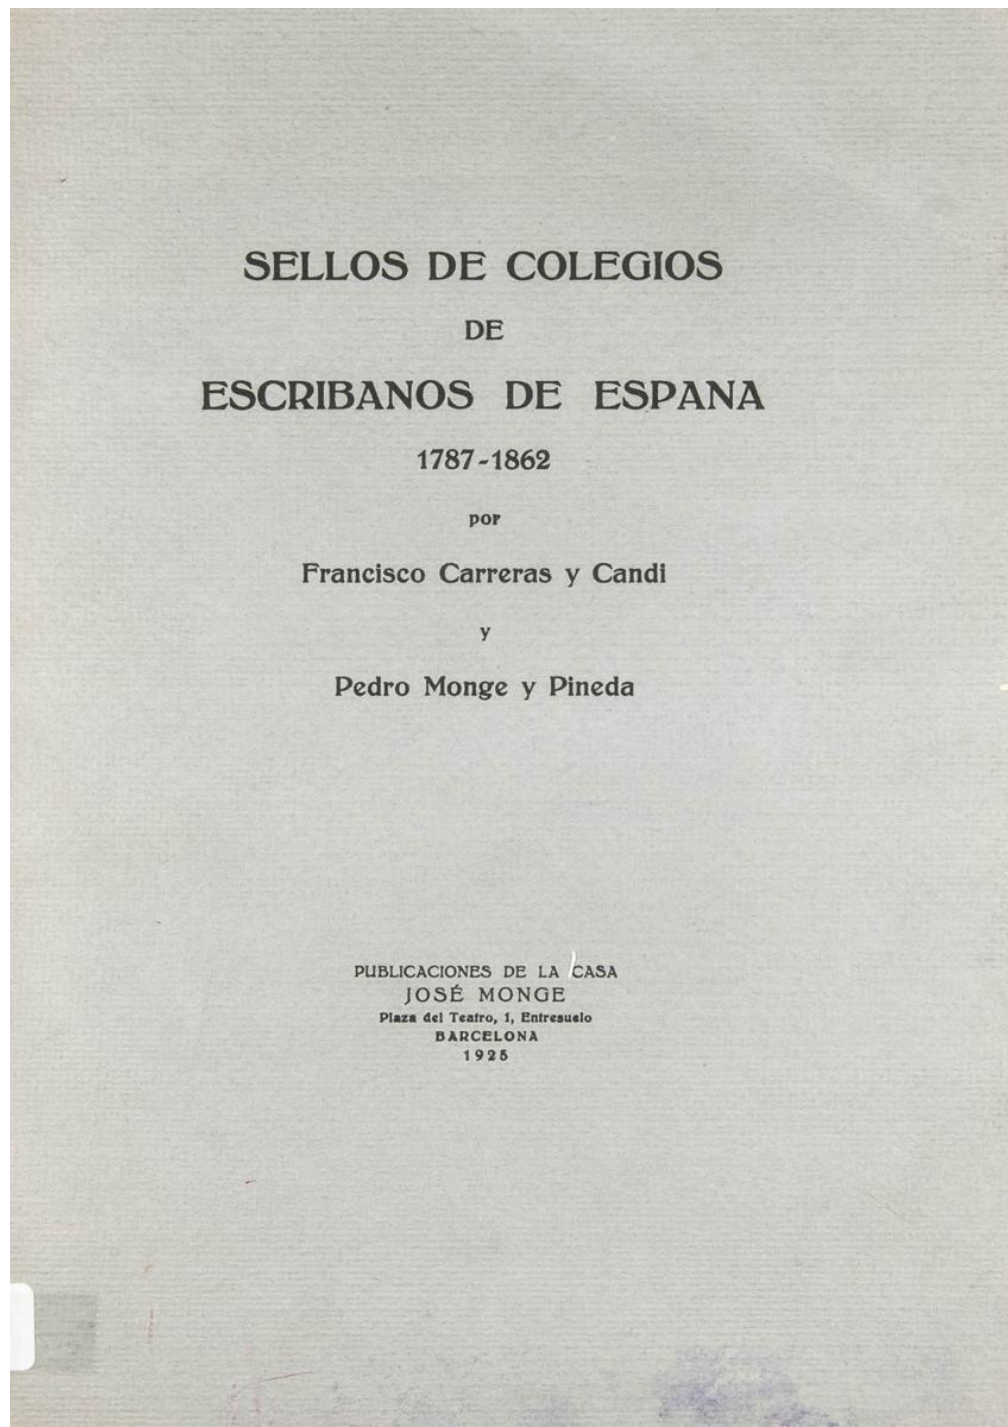 SELLOS DE COLEGIOS
DE
ESCRIBANOS DE ESPANA
1787-1862
por
Francisco Carreras y Candi
y
Pedro Monge y Pineda
PUBLICACIONES DE LA CASA
JOSÉ MONGE
Plaza del Teatro, 1, Entresuelo
BARCELONA
1925